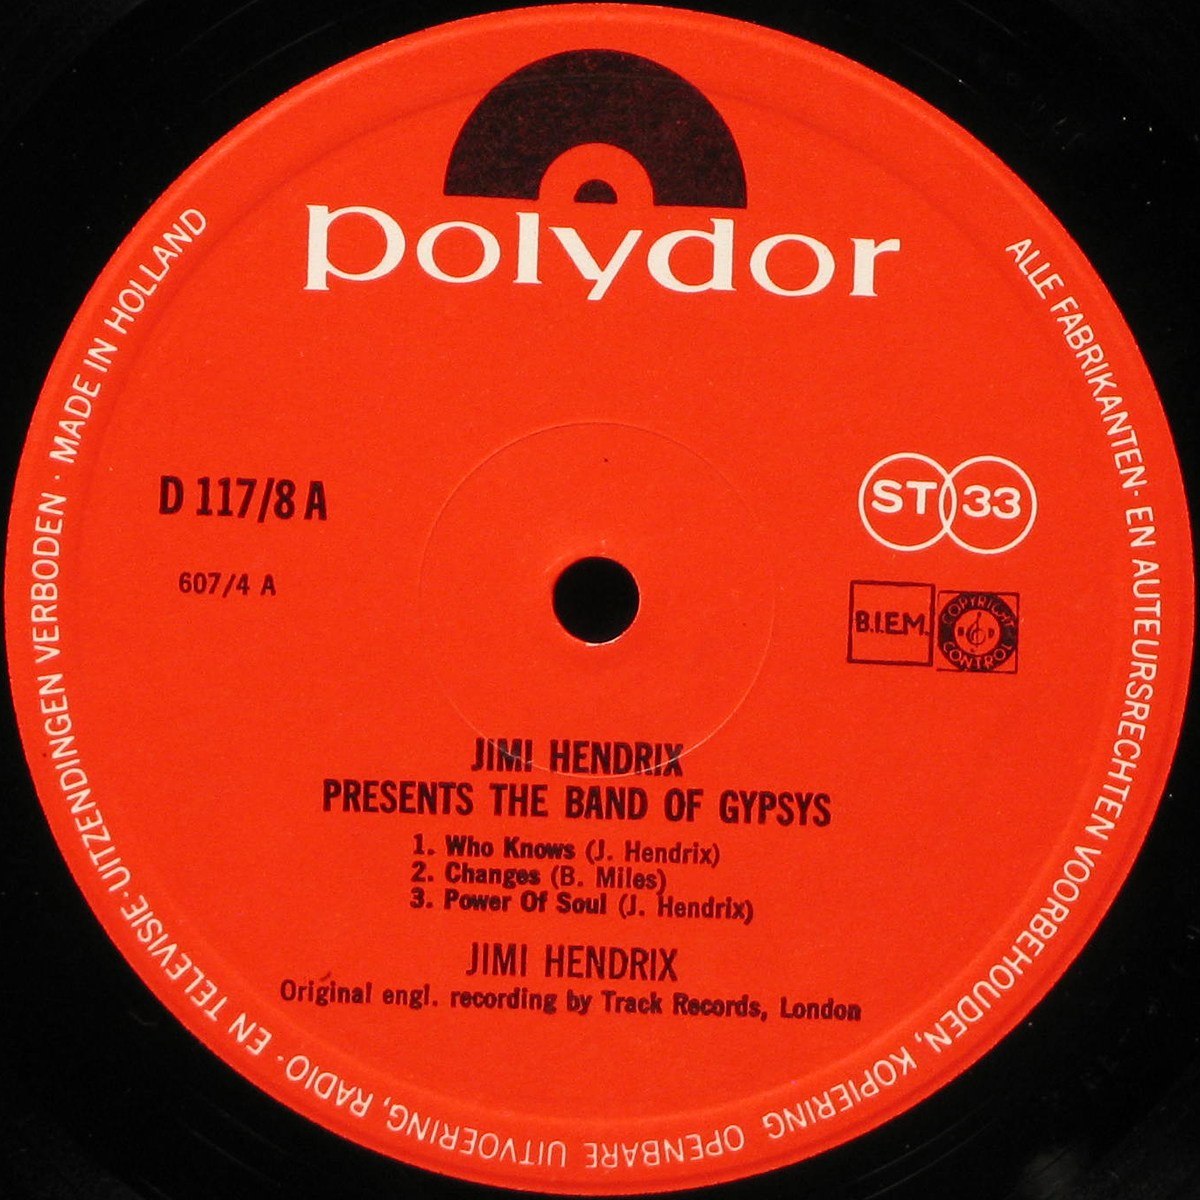 polydor
D 117/8 A
607/4 A
ST 33
B.I.E.M.
COPYRIGHT
CONTROL
JIMI HENDRIX
PRESENTS THE BAND OF GYPSYS
1. Who Knows (J. Hendrix)
2. Changes (B. Miles)
3. Power Of Soul (J. Hendrix)
JIMI HENDRIX
Original engl. recording by Track Records, London
ALLE FABRIKANTEN· EN AUTEURSRECHTEN VOORBEHOUDEN, KOPIERING OPENBARE UITVOERING, RADIO· EN TELEVISIE·UITZENDINGEN VERBODEN · MADE IN HOLLAND